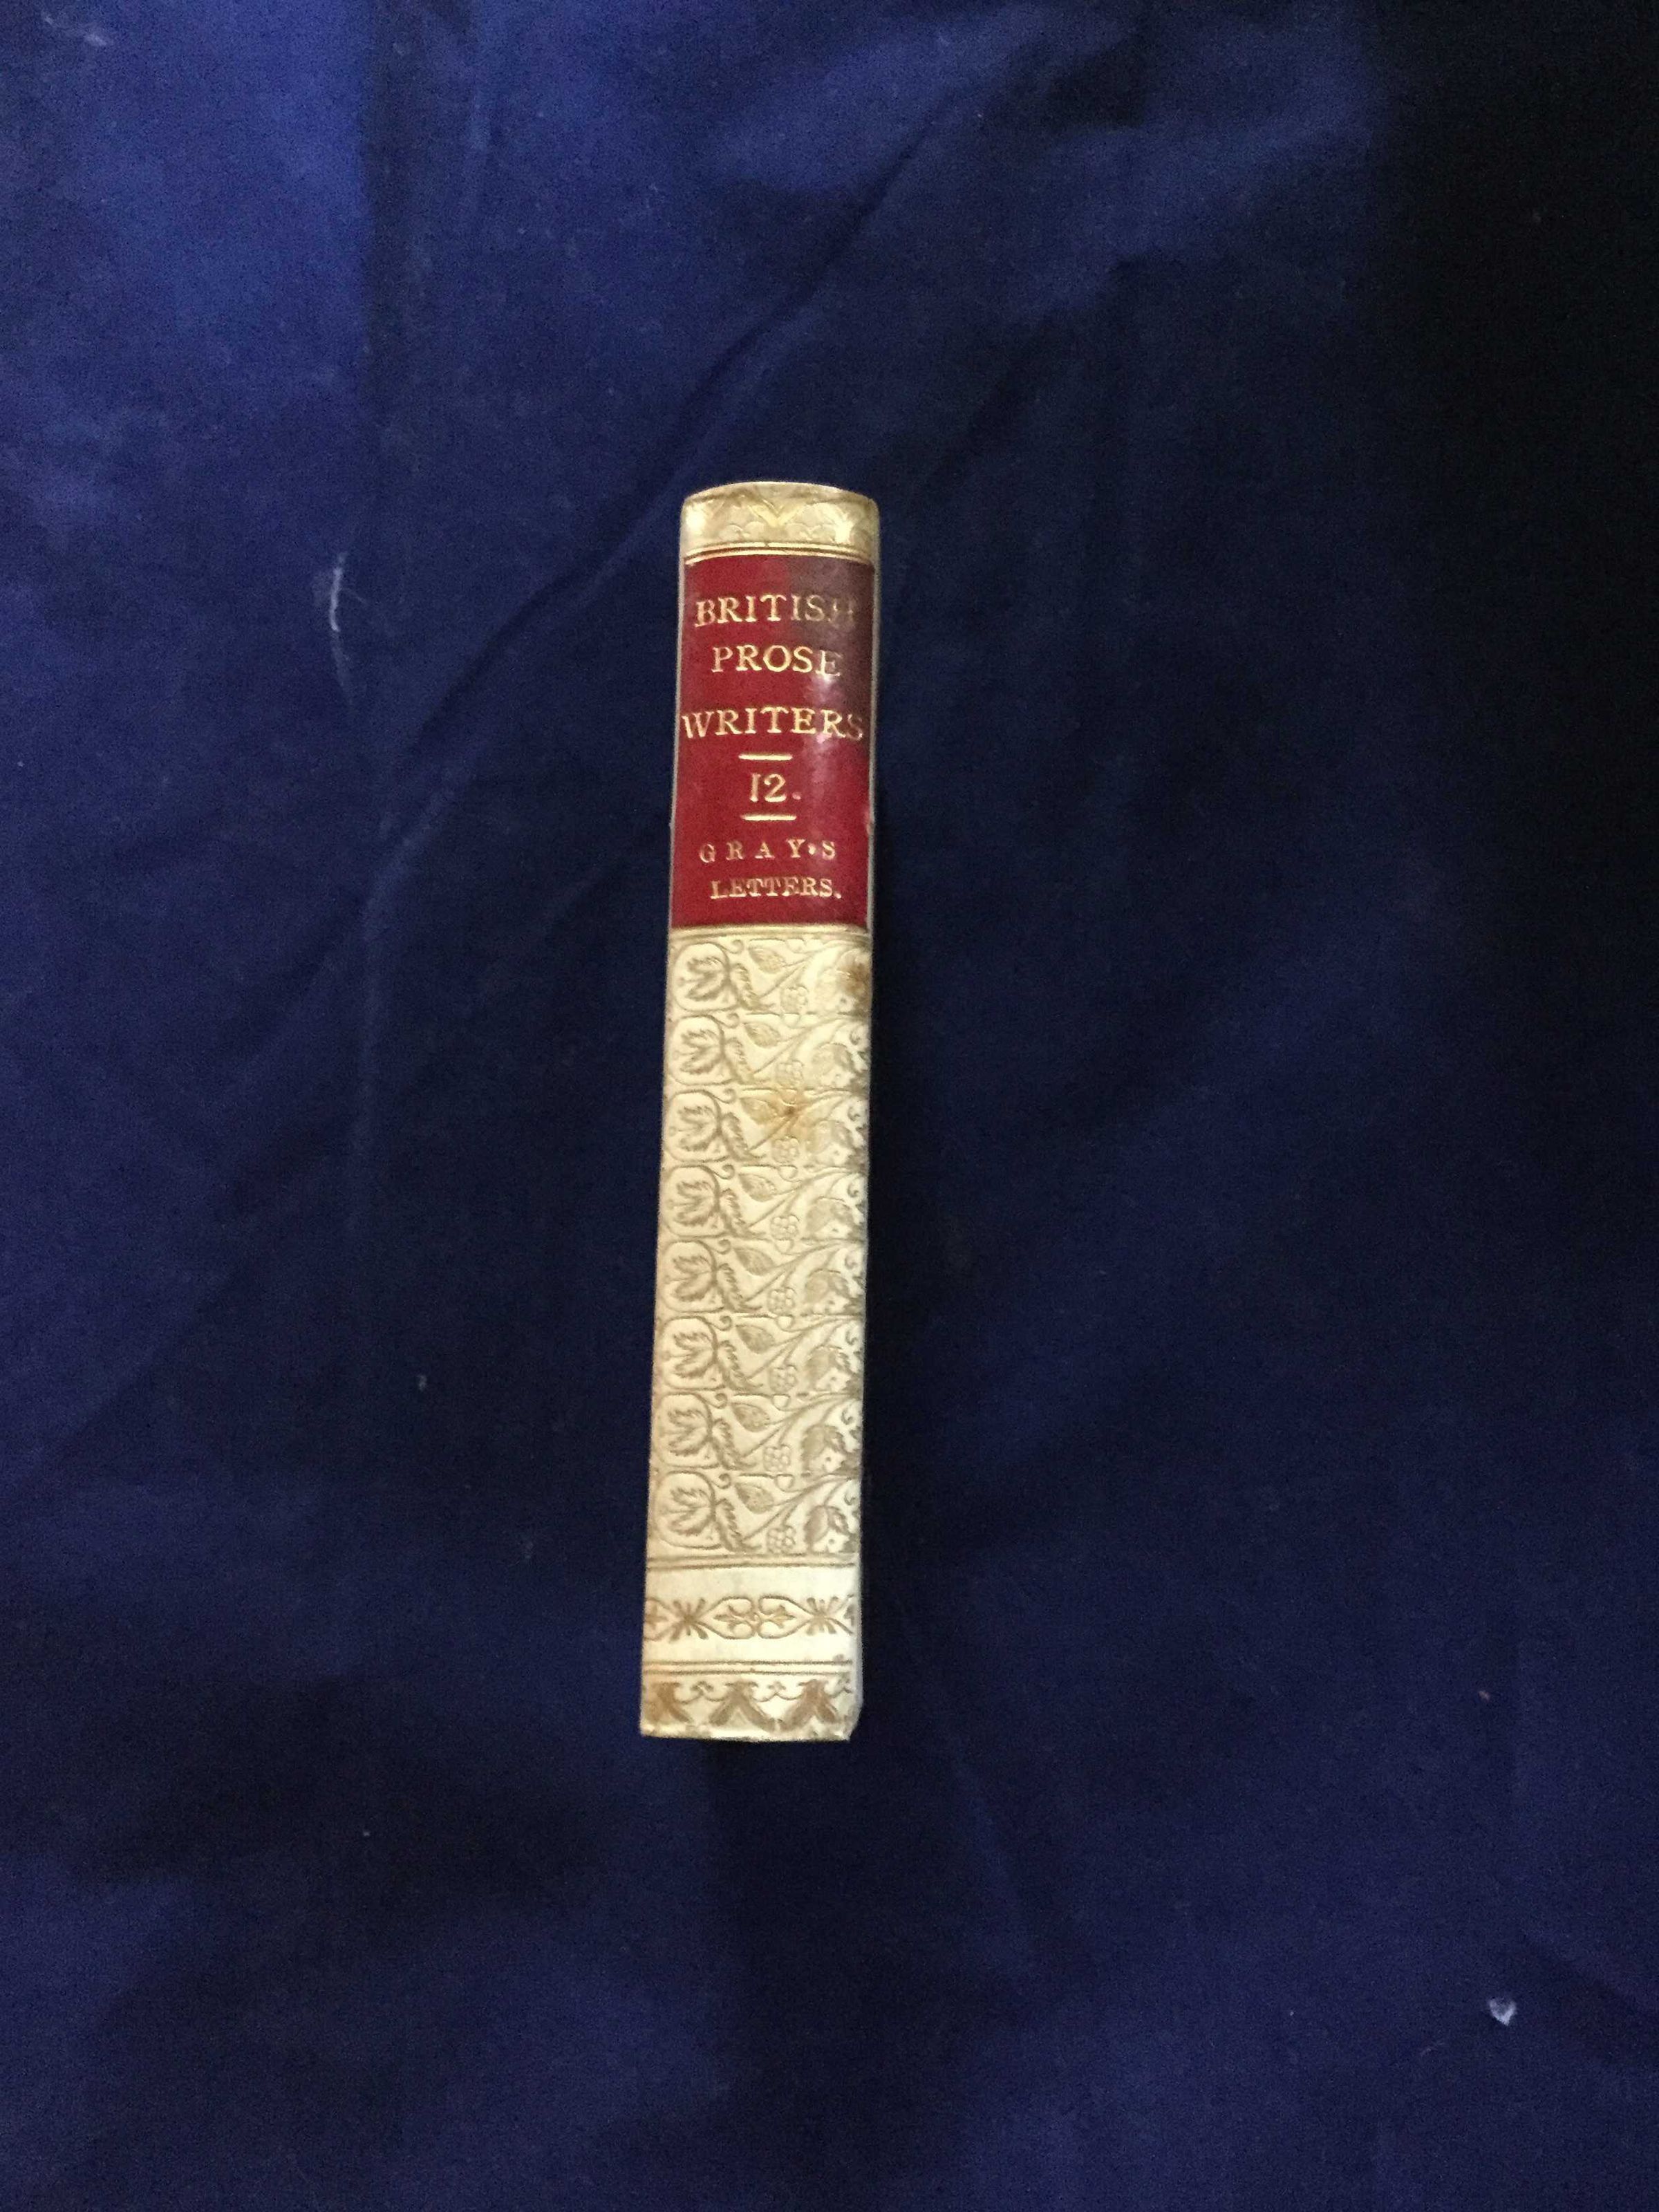 BRITISH
PROSE
WRITERS
12.
GRAY'S
LETTERS.